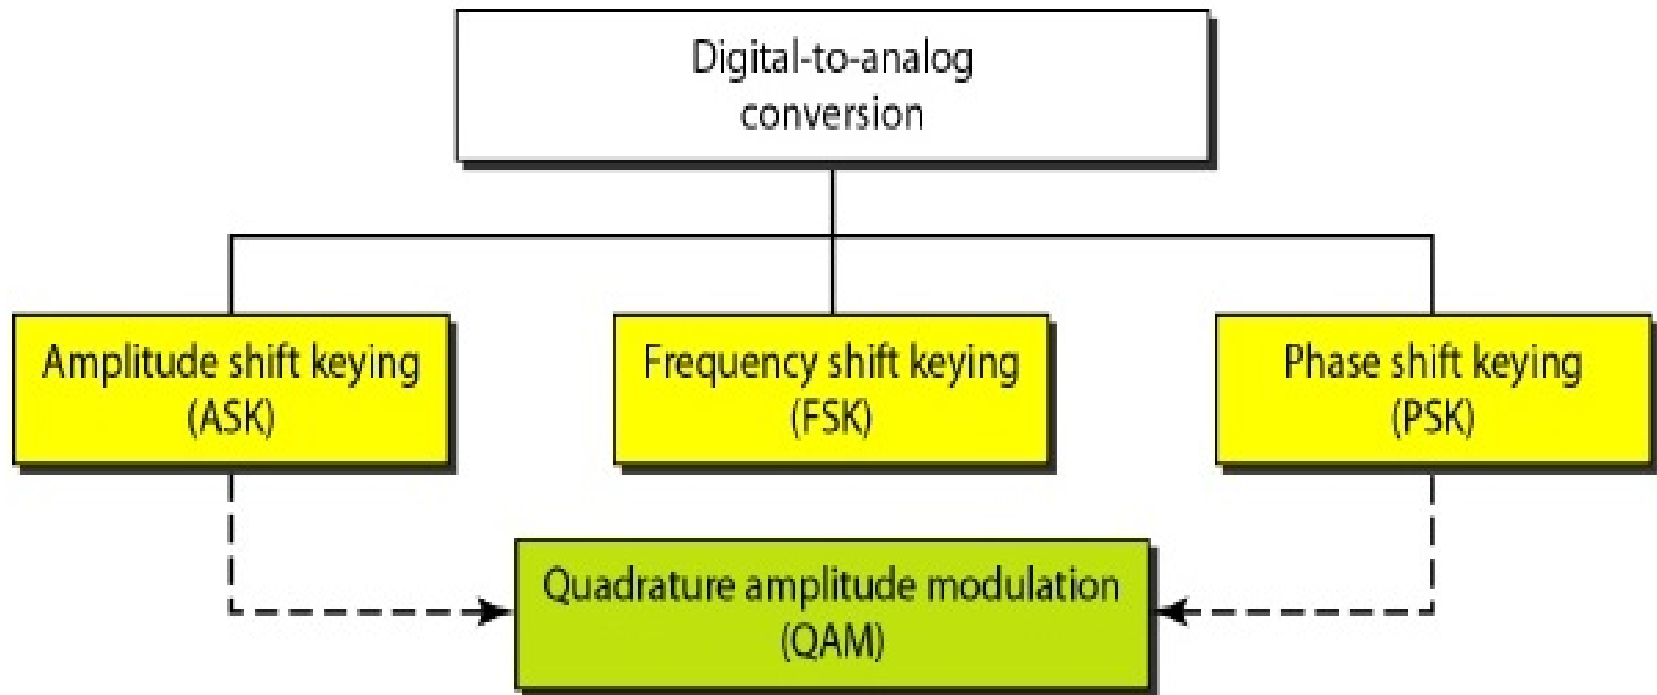 Digital-to-analog
conversion
Amplitude shift keying
(ASK)
Frequency shift keying
(FSK)
Phase shift keying
(PSK)
Quadrature amplitude modulation
(QAM)